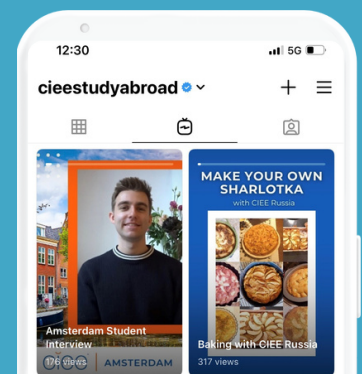 12:30
5G
cieestudyabroad
MAKE YOUR OWN
SHARLOTKA
with CIEE Russia
Amsterdam Student
Interview
176 views
Baking with CIEE Russia
317 views
ciee AMSTERDAM